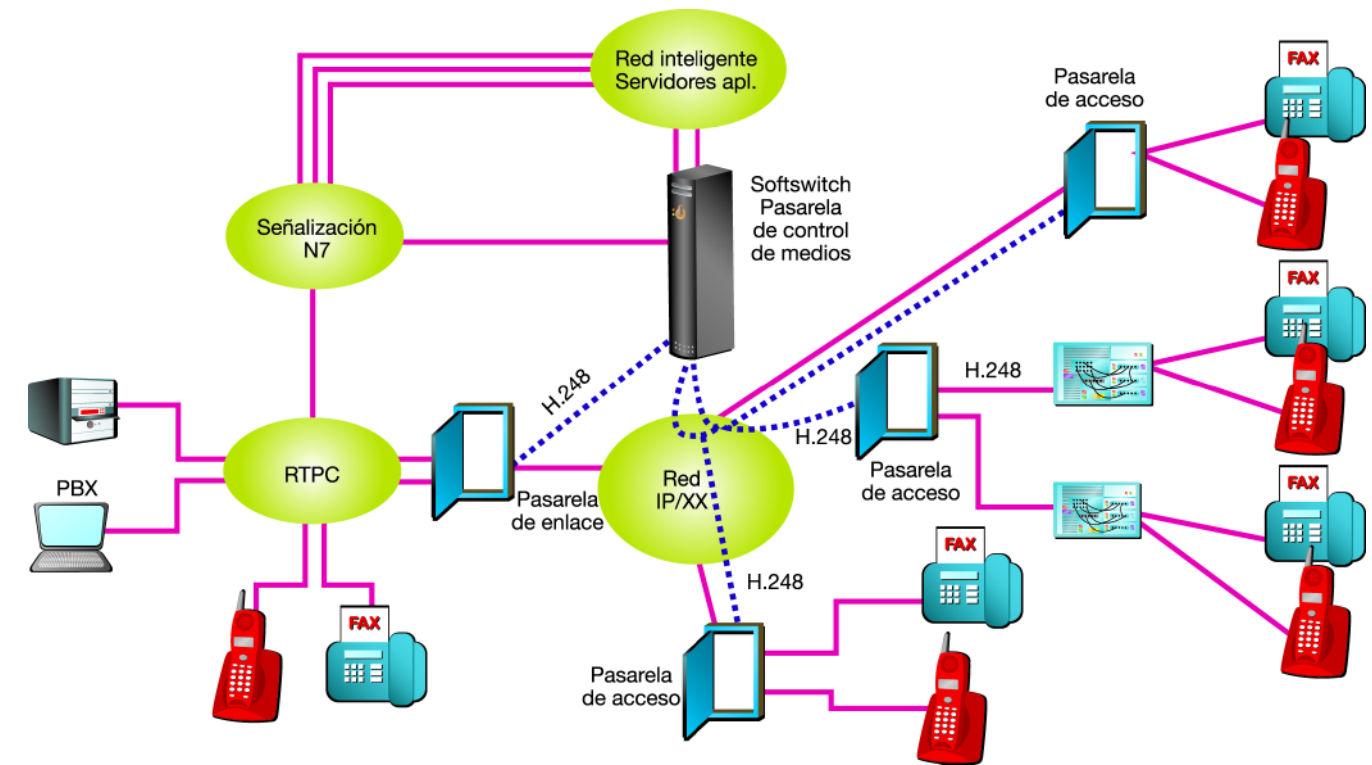 Red inteligente
Servidores apl.
FAX
Pasarela
de acceso
Softswitch
Pasarela
de control
de medios
Señalización
N7
FAX
H.248
H.248
H.248
Pasarela
de acceso
RTPC
PBX
Red
IP/XX
Pasarela
de enlace
FAX
FAX
H.248
FAX
Pasarela
de acceso